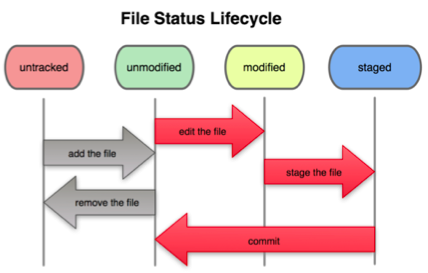 File Status Lifecycle
untracked
unmodified
modified
staged
edit the file
add the file
stage the file
remove the file
commit